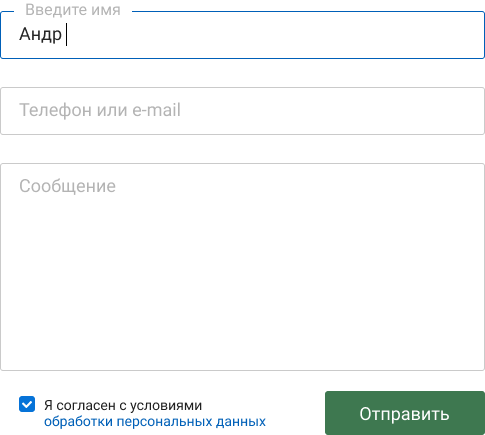 Введите имя
Андр
Телефон или e-mail
Сообщение
Я согласен с условиями
обработки персональных данных
Отправить